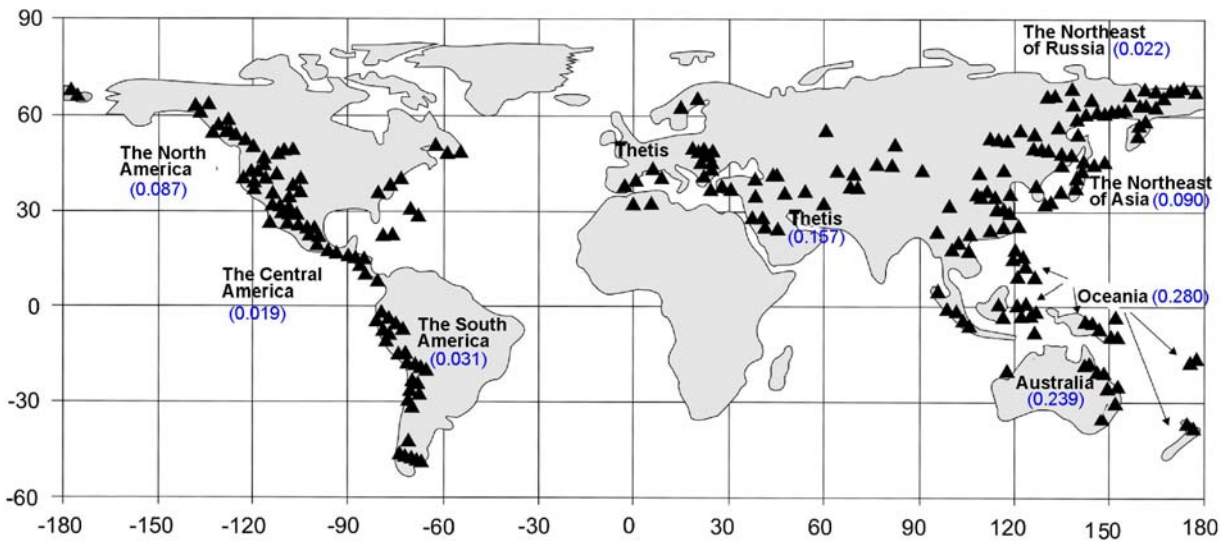 90
60
30
0
-30
-60
-180
-150
-120
-90
-60
-30
0
30
60
90
120
150
180
The Northeast
of Russia (0.022)
The North
America
(0.087)
Thetis
Thetis
(0.157)
The Northeast
of Asia (0.090)
The Central
America
(0.019)
The South
America
(0.031)
Oceania (0.280)
Australia
(0.239)